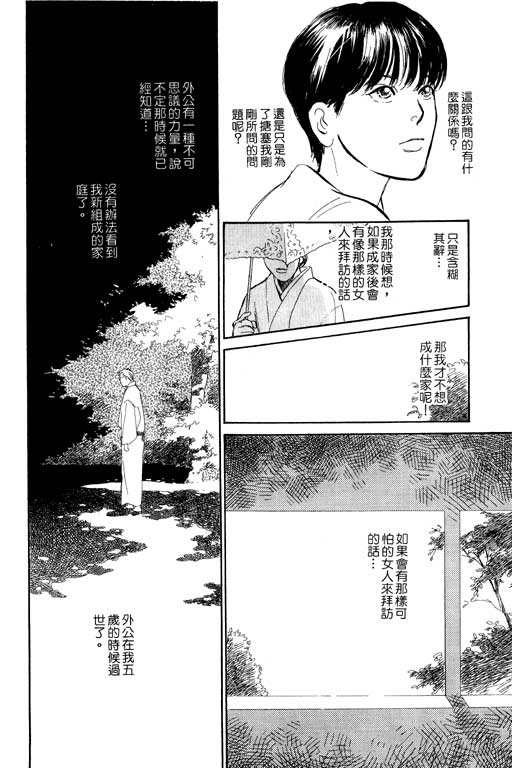 這跟我問的有什
麼關係嗎？
還是只是為
了搪塞我剛
剛所問的問
題呢？
只是含糊
其辭…
我那時候想，
如果成家後會
有像那樣的女
人來拜訪的話
那我才不想
成什麼家呢！
如果會有那樣可
怕的女人來拜訪
的話…
外公有一種不可
思議的力量，說
不定那時候就已
經知道…
沒有辦法看到
我新組成的家
庭了。
外公在我五
歲的時候過
世了。